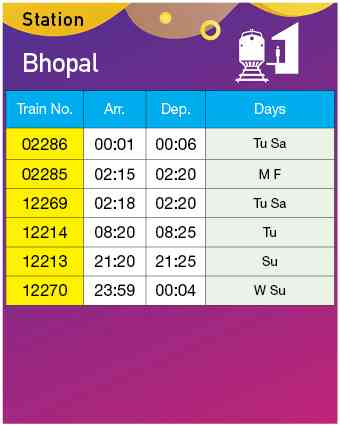 Station
Bhopal
Train No. Arr. Dep. Days
02286 00:01 00:06 Tu Sa
02285 02:15 02:20 M F
12269 02:18 02:20 Tu Sa
12214 08:20 08:25 Tu
12213 21:20 21:25 Su
12270 23:59 00:04 W Su